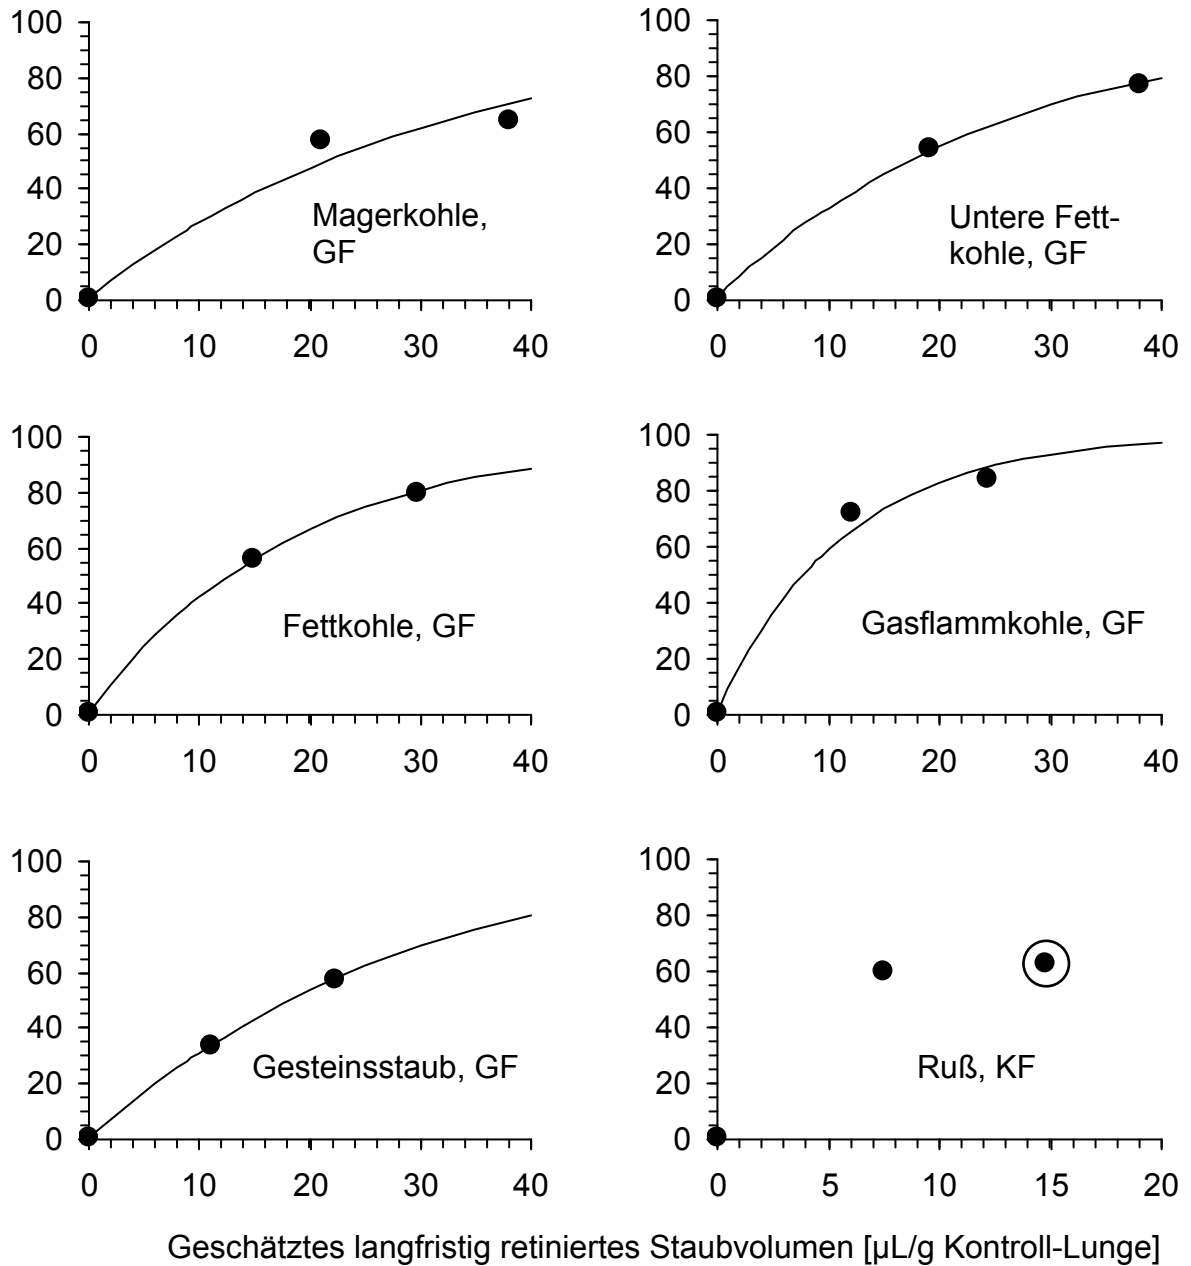 100
80
60
40
20
0
0 10 20 30 40
Magerkohle,
GF
100
80
60
40
20
0
0 10 20 30 40
Untere Fett-
kohle, GF
100
80
60
40
20
0
0 10 20 30 40
Fettkohle, GF
100
80
60
40
20
0
0 10 20 30 40
Gasflammkohle, GF
100
80
60
40
20
0
0 10 20 30 40
Gesteinsstaub, GF
100
80
60
40
20
0
0 5 10 15 20
Ruß, KF
Geschätztes langfristig retiniertes Staubvolumen [µL/g Kontroll-Lunge]